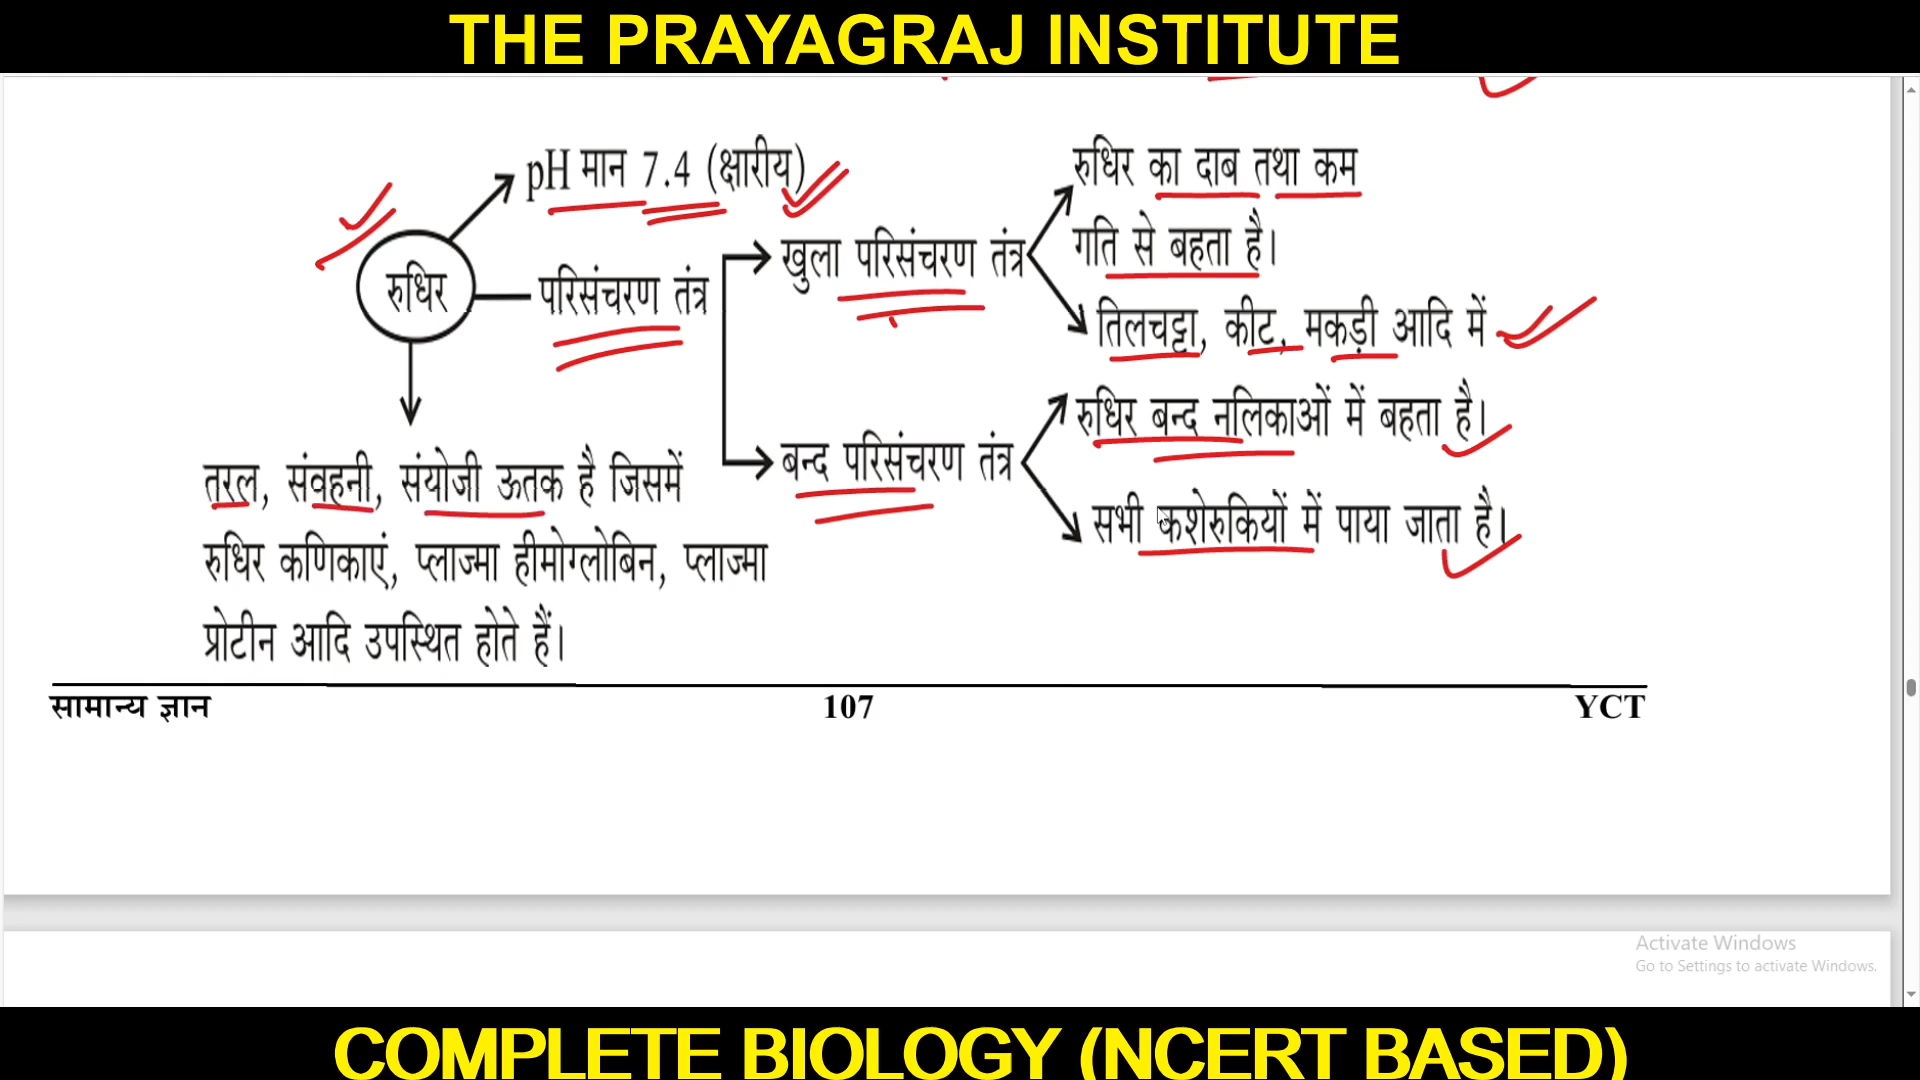 THE PRAYAGRAJ INSTITUTE
pH मान 7.4 (क्षारीय)
रुधिर
परिसंचरण तंत्र
खुला परिसंचरण तंत्र
रुधिर का दाब तथा कम
गति से बहता है।
तिलचट्टा, कीट, मकड़ी आदि में
बन्द परिसंचरण तंत्र
रुधिर बन्द नलिकाओं में बहता है।
सभी कशेरुकियों में पाया जाता है।
तरल, संवहनी, संयोजी ऊतक है जिसमें
रुधिर कणिकाएं, प्लाज्मा हीमोग्लोबिन, प्लाज्मा
प्रोटीन आदि उपस्थित होते हैं।
सामान्य ज्ञान 107 YCT
Activate Windows
Go to Settings to activate Windows.
COMPLETE BIOLOGY (NCERT BASED)